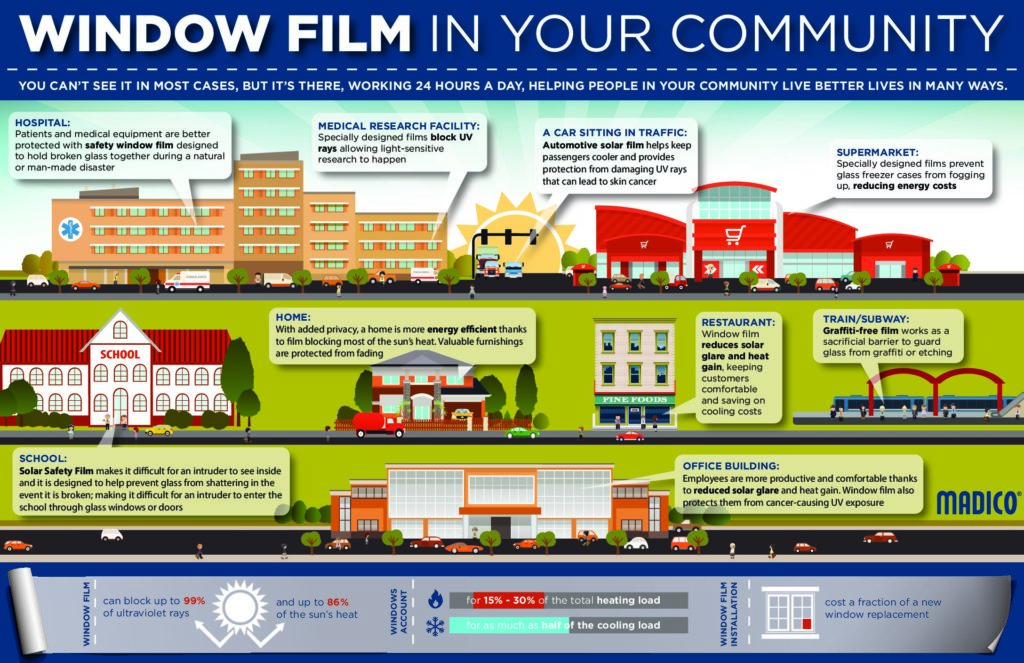 WINDOW FILM IN YOUR COMMUNITY
YOU CAN'T SEE IT IN MOST CASES, BUT IT'S THERE, WORKING 24 HOURS A DAY, HELPING PEOPLE IN YOUR COMMUNITY LIVE BETTER LIVES IN MANY WAYS.
HOSPITAL:
Patients and medical equipment are better
protected with safety window film designed
to hold broken glass together during a natural
or man-made disaster
MEDICAL RESEARCH FACILITY:
Specially designed films block UV
rays allowing light-sensitive
research to happen
A CAR SITTING IN TRAFFIC:
Automotive solar film helps keep
passengers cooler and provides
protection from damaging UV rays
that can lead to skin cancer
SUPERMARKET:
Specially designed films prevent
glass freezer cases from fogging
up, reducing energy costs
SCHOOL
HOME:
With added privacy, a home is more energy efficient thanks
to film blocking most of the sun's heat. Valuable furnishings
are protected from fading
FINE FOODS
RESTAURANT:
Window film
reduces solar
glare and heat
gain, keeping
customers
comfortable
and saving on
cooling costs
TRAIN/SUBWAY:
Graffiti-free film works as a
sacrificial barrier to guard
glass from graffiti or etching
SCHOOL:
Solar Safety Film makes it difficult for an intruder to see inside
and it is designed to help prevent glass from shattering in the
event it is broken; making it difficult for an intruder to enter the
school through glass windows or doors
OFFICE BUILDING:
Employees are more productive and comfortable thanks
to reduced solar glare and heat gain. Window film also
protects them from cancer-causing UV exposure
MADICO®
WINDOW FILM
can block up to 99%
of ultraviolet rays
and up to 86%
of the sun's heat
WINDOWS
ACCOUNT
for 15% - 30% of the total heating load
for as much as half of the cooling load
WINDOW FILM
INSTALLATION
cost a fraction of a new
window replacement